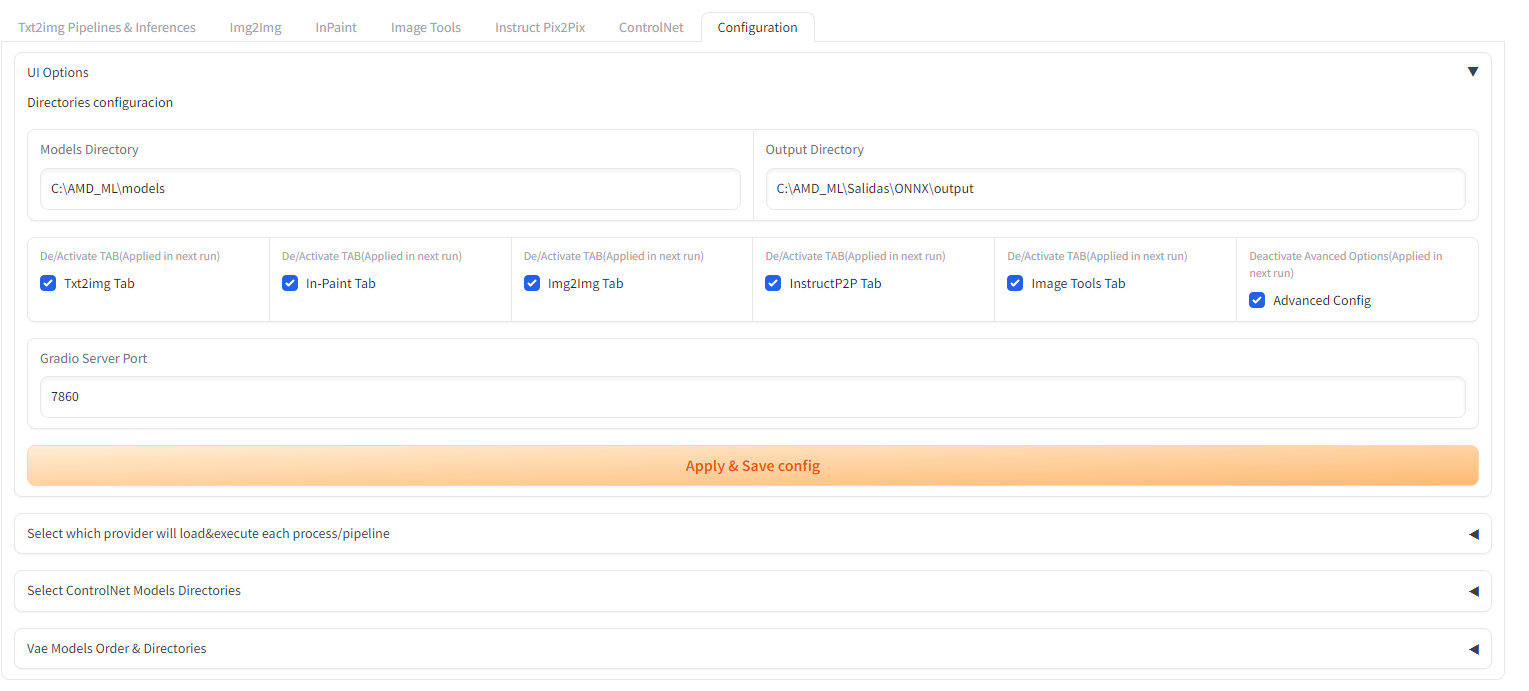 Txt2img Pipelines & Inferences Img2Img InPaint Image Tools Instruct Pix2Pix ControlNet Configuration
UI Options
Directories configuracion
Models Directory
C:\AMD_ML\models
Output Directory
C:\AMD_ML\Salidas\ONNX\output
De/Activate TAB(Applied in next run)
Txt2img Tab
De/Activate TAB(Applied in next run)
In-Paint Tab
De/Activate TAB(Applied in next run)
Img2Img Tab
De/Activate TAB(Applied in next run)
InstructP2P Tab
De/Activate TAB(Applied in next run)
Image Tools Tab
Deactivate Avanced Options(Applied in
next run)
Advanced Config
Gradio Server Port
7860
Apply & Save config
Select which provider will load&execute each process/pipeline
Select ControlNet Models Directories
Vae Models Order & Directories